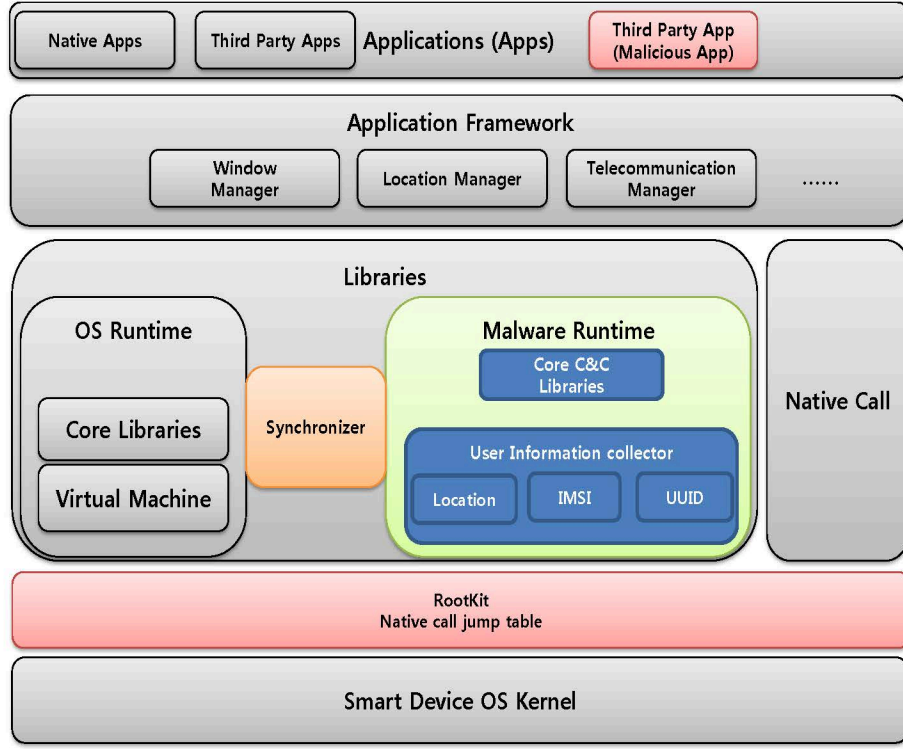 Native Apps
Third Party Apps
Applications (Apps)
Third Party App
(Malicious App)
Application Framework
Window
Manager
Location Manager
Telecommunication
Manager
......
Libraries
OS Runtime
Core Libraries
Virtual Machine
Synchronizer
Malware Runtime
Core C&C
Libraries
User Information collector
Location
IMSI
UUID
Native Call
RootKit
Native call jump table
Smart Device OS Kernel